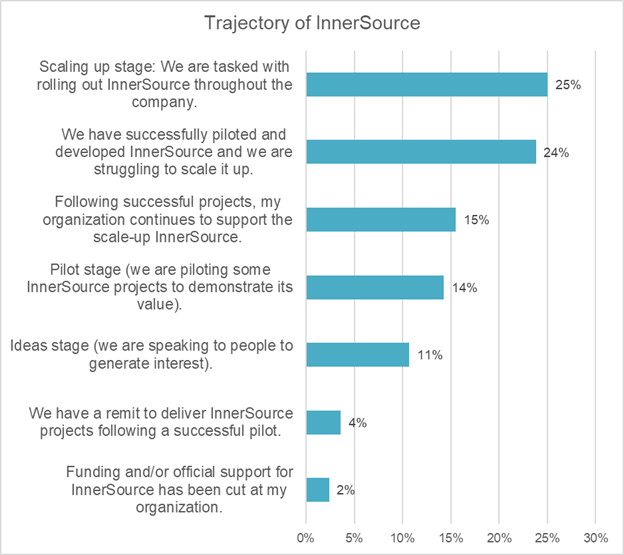 Trajectory of InnerSource
Scaling up stage: We are tasked with
rolling out InnerSource throughout the
company.
25%
We have successfully piloted and
developed InnerSource and we are
struggling to scale it up.
24%
Following successful projects, my
organization continues to support the
scale-up InnerSource.
15%
Pilot stage (we are piloting some
InnerSource projects to demonstrate its
value).
14%
Ideas stage (we are speaking to people to
generate interest).
11%
We have a remit to deliver InnerSource
projects following a successful pilot.
4%
Funding and/or official support for
InnerSource has been cut at my
organization.
2%
0% 5% 10% 15% 20% 25% 30%